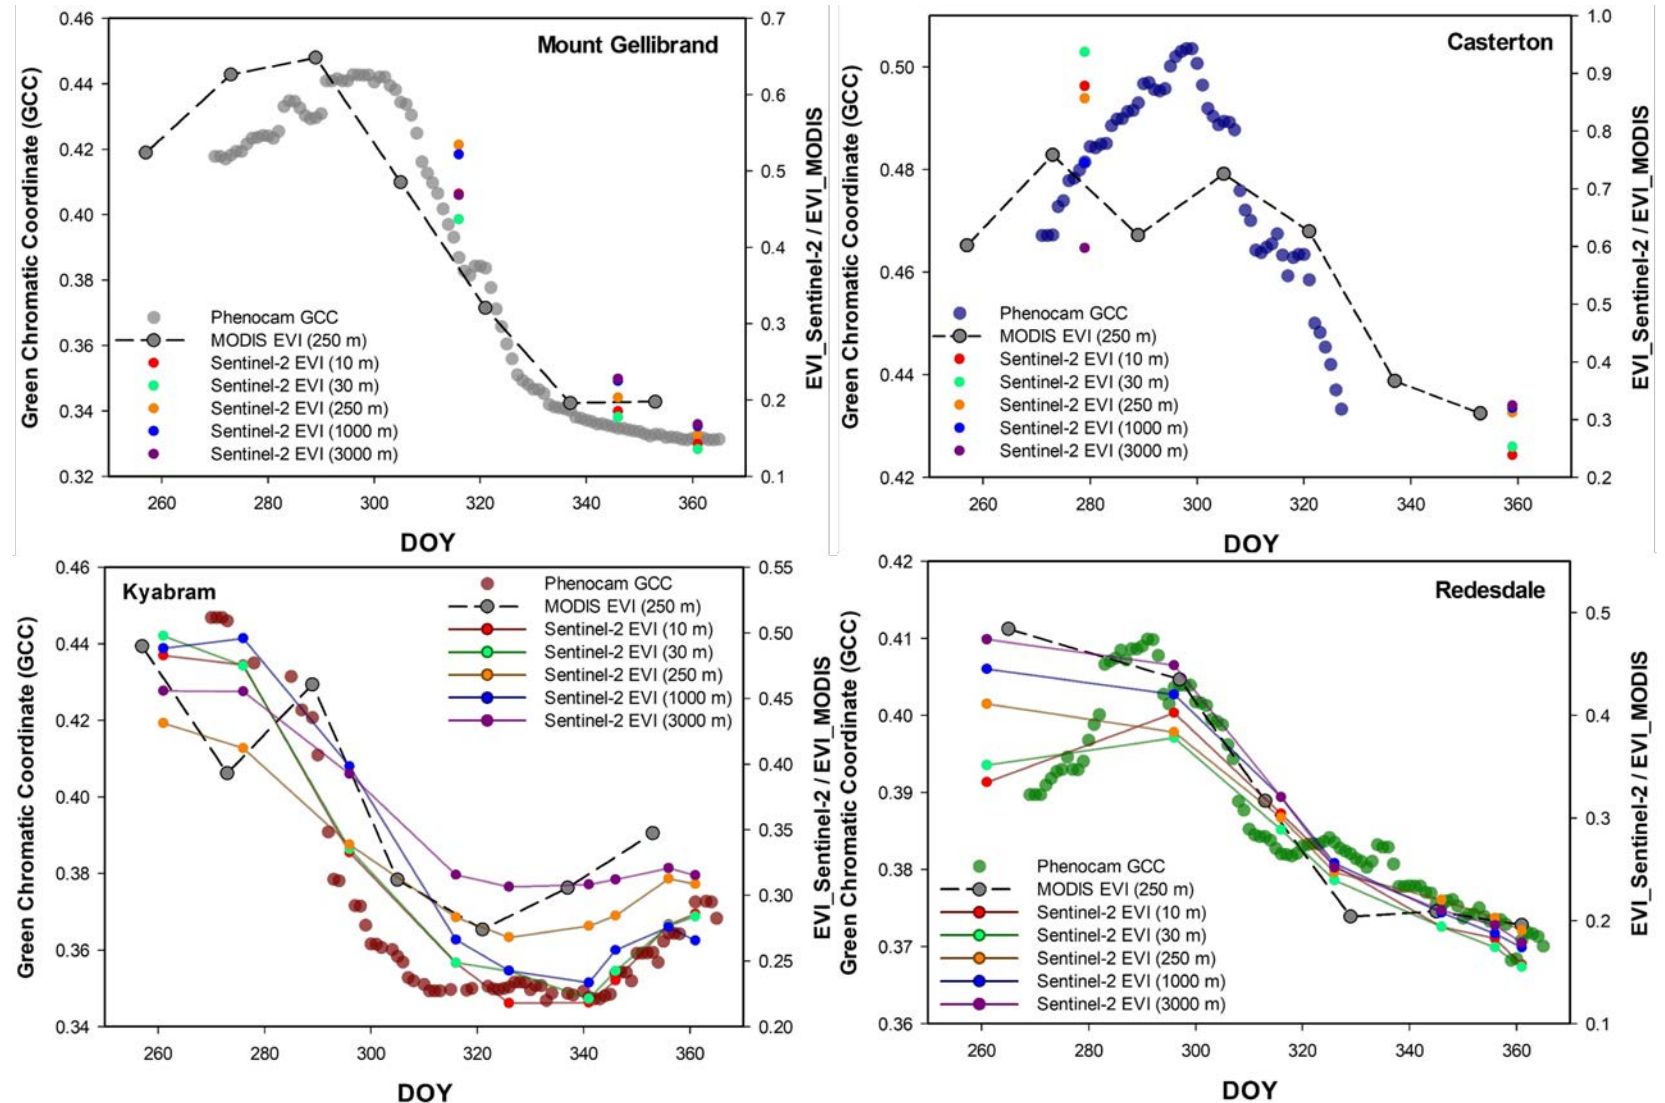 Mount Gellibrand
Green Chromatic Coordinate (GCC)
0.46
0.44
0.42
0.40
0.38
0.36
0.34
0.32
Phenocam GCC
MODIS EVI (250 m)
Sentinel-2 EVI (10 m)
Sentinel-2 EVI (30 m)
Sentinel-2 EVI (250 m)
Sentinel-2 EVI (1000 m)
Sentinel-2 EVI (3000 m)
0.7
0.6
0.5
0.4
0.3
0.2
0.1
EVI_Sentinel-2 / EVI_MODIS
260 280 300 320 340 360
DOY
Casterton
Green Chromatic Coordinate (GCC)
0.50
0.48
0.46
0.44
0.42
Phenocam GCC
MODIS EVI (250 m)
Sentinel-2 EVI (10 m)
Sentinel-2 EVI (30 m)
Sentinel-2 EVI (250 m)
Sentinel-2 EVI (1000 m)
Sentinel-2 EVI (3000 m)
1.0
0.9
0.8
0.7
0.6
0.5
0.4
0.3
0.2
EVI_Sentinel-2 / EVI_MODIS
260 280 300 320 340 360
DOY
Kyabram
Green Chromatic Coordinate (GCC)
0.46
0.44
0.42
0.40
0.38
0.36
0.34
Phenocam GCC
MODIS EVI (250 m)
Sentinel-2 EVI (10 m)
Sentinel-2 EVI (30 m)
Sentinel-2 EVI (250 m)
Sentinel-2 EVI (1000 m)
Sentinel-2 EVI (3000 m)
0.55
0.50
0.45
0.40
0.35
0.30
0.25
0.20
EVI_Sentinel-2 / EVI_MODIS
260 280 300 320 340 360
DOY
Redesdale
Green Chromatic Coordinate (GCC)
0.42
0.41
0.40
0.39
0.38
0.37
0.36
Phenocam GCC
MODIS EVI (250 m)
Sentinel-2 EVI (10 m)
Sentinel-2 EVI (30 m)
Sentinel-2 EVI (250 m)
Sentinel-2 EVI (1000 m)
Sentinel-2 EVI (3000 m)
0.5
0.4
0.3
0.2
0.1
EVI_Sentinel-2 / EVI_MODIS
260 280 300 320 340 360
DOY